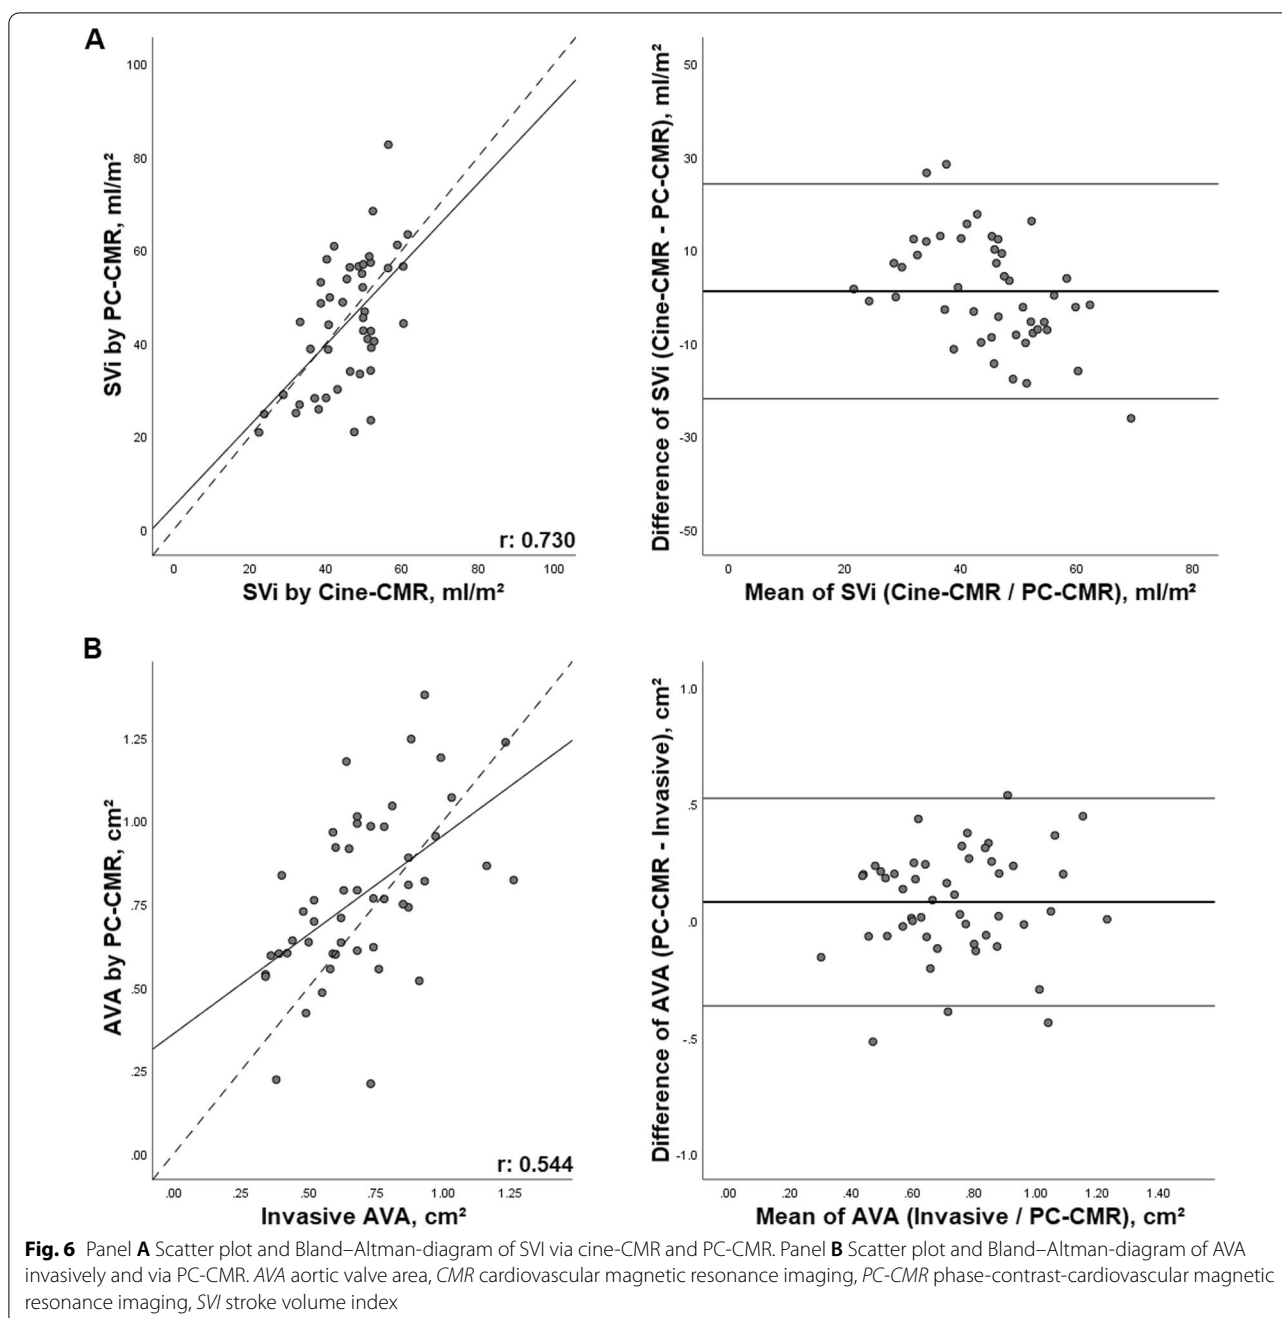 A
100
80
60
40
20
0
SVi by PC-CMR, ml/m²
0 20 40 60 80 100
r: 0.730
SVi by Cine-CMR, ml/m²
50
30
10
-10
-30
-50
Difference of SVi (Cine-CMR - PC-CMR), ml/m²
0 20 40 60 80
Mean of SVi (Cine-CMR / PC-CMR), ml/m²
B
1.25
1.00
.75
.50
.25
.00
AVA by PC-CMR, cm²
.00 .25 .50 .75 1.00 1.25
r: 0.544
Invasive AVA, cm²
1.0
.5
.0
-.5
-1.0
Difference of AVA (PC-CMR - Invasive), cm²
.00 .20 .40 .60 .80 1.00 1.20 1.40
Mean of AVA (Invasive / PC-CMR), cm²
Fig. 6 Panel A Scatter plot and Bland–Altman-diagram of SVI via cine-CMR and PC-CMR. Panel B Scatter plot and Bland–Altman-diagram of AVA
invasively and via PC-CMR. AVA aortic valve area, CMR cardiovascular magnetic resonance imaging, PC-CMR phase-contrast-cardiovascular magnetic
resonance imaging, SVI stroke volume index